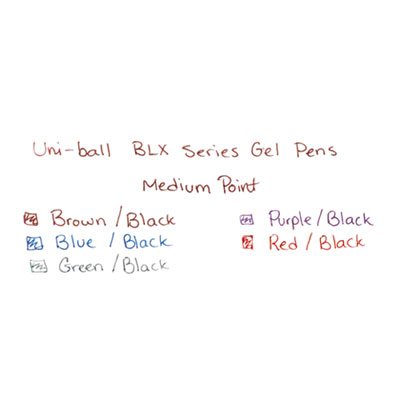 Uni-ball BLX Series Gel Pens
Medium Point
Brown / Black
Purple / Black
Blue / Black
Red / Black
Green / Black